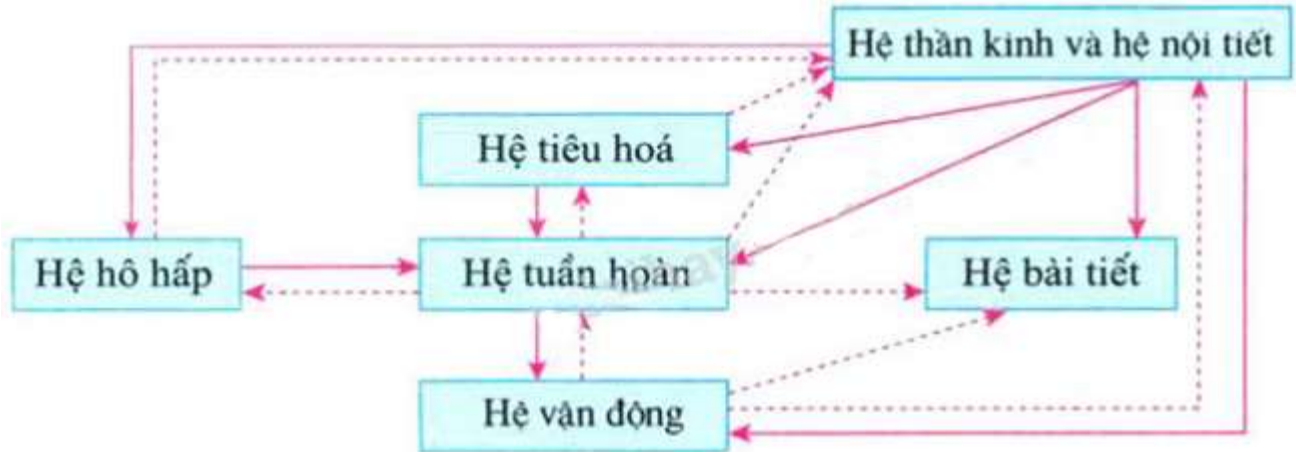 Hệ thần kinh và hệ nội tiết
Hệ tiêu hoá
Hệ hô hấp
Hệ tuần hoàn
Hệ bài tiết
Hệ vận động